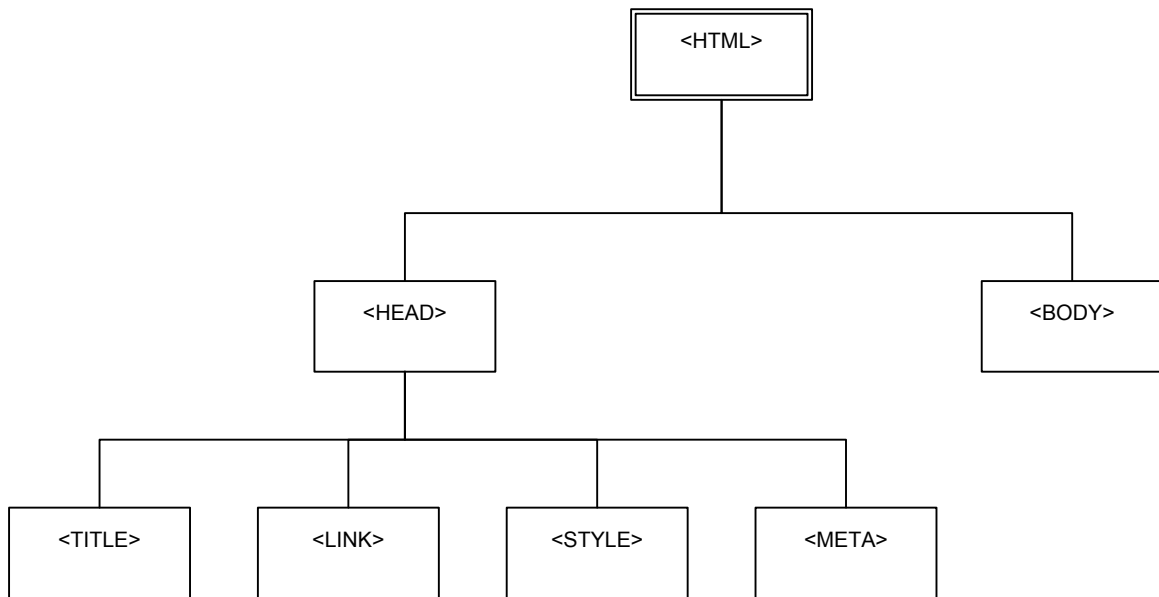 <HTML>
<HEAD>
<BODY>
<TITLE>
<LINK>
<STYLE>
<META>